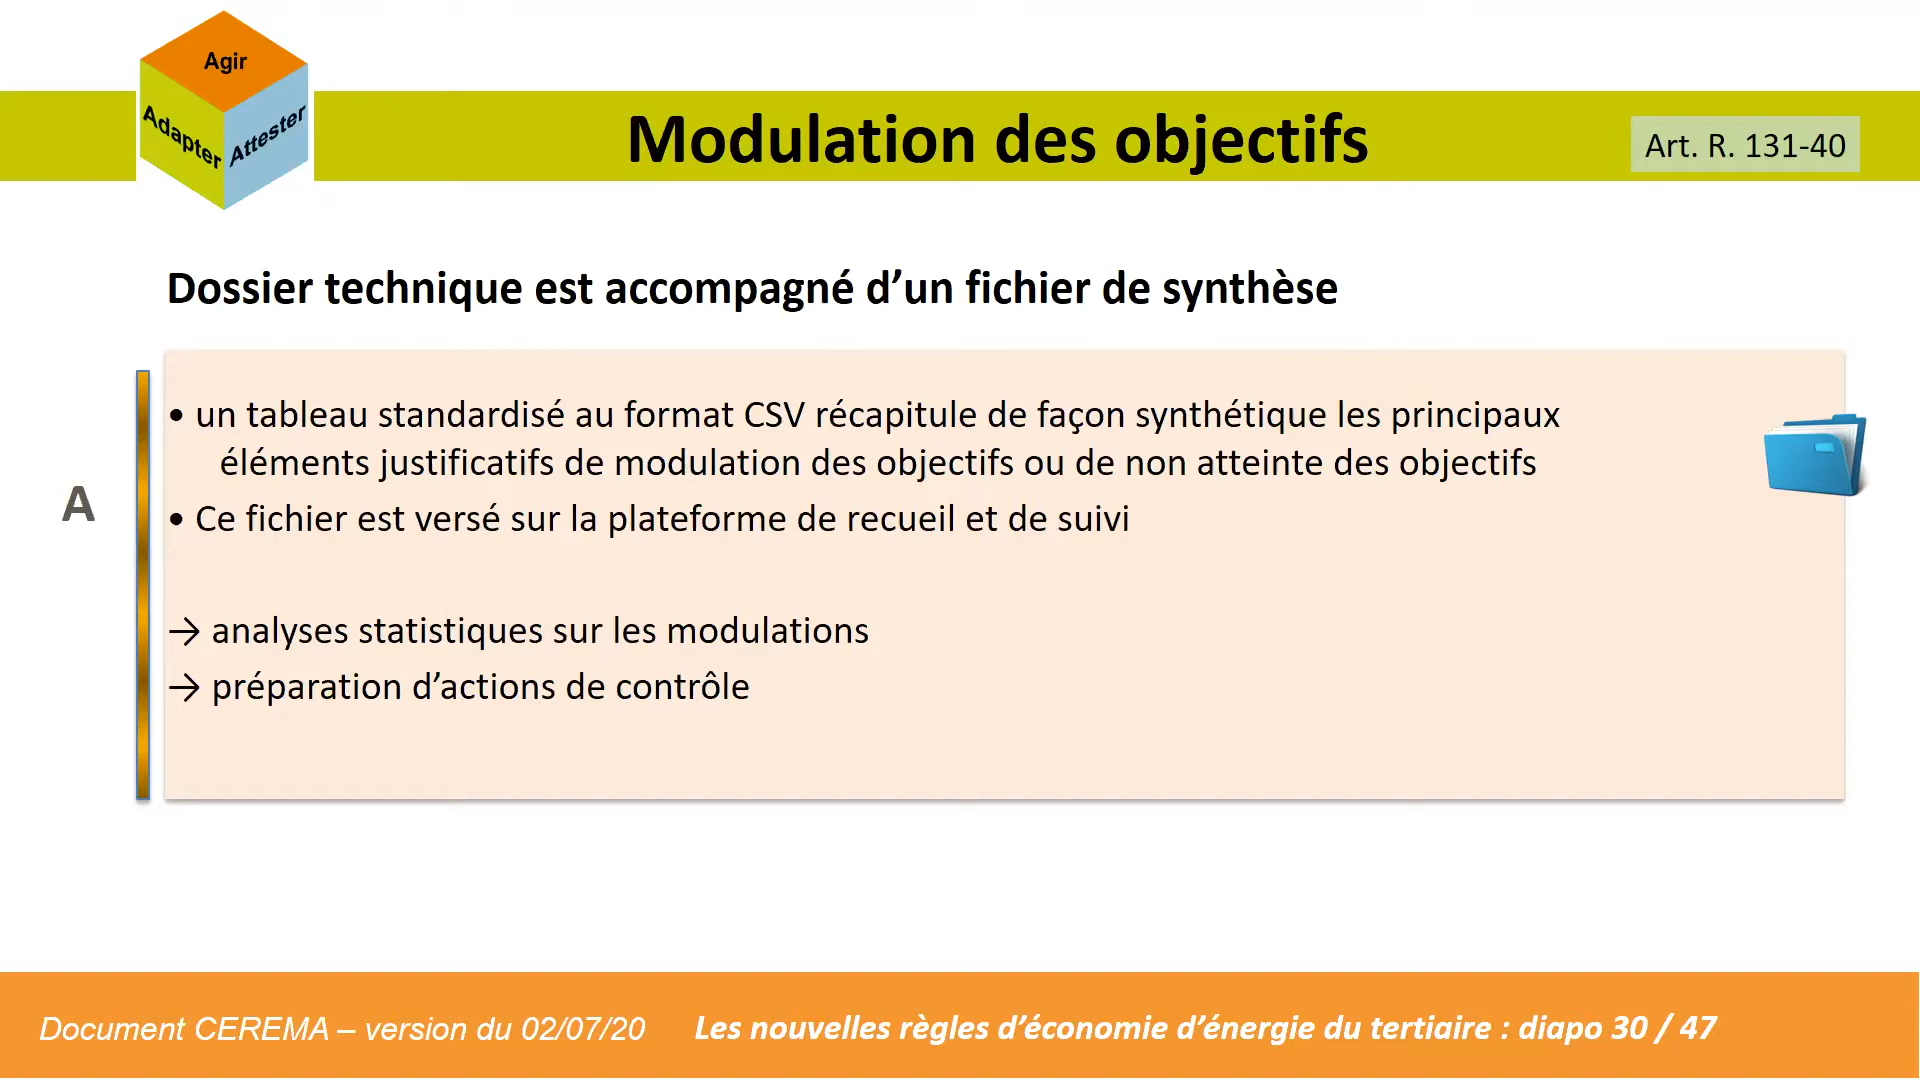 Agir
Adapter
Attester
Modulation des objectifs
Art. R. 131-40
Dossier technique est accompagné d’un fichier de synthèse
A
• un tableau standardisé au format CSV récapitule de façon synthétique les principaux
éléments justificatifs de modulation des objectifs ou de non atteinte des objectifs
• Ce fichier est versé sur la plateforme de recueil et de suivi
→ analyses statistiques sur les modulations
→ préparation d’actions de contrôle
Document CEREMA – version du 02/07/20
Les nouvelles règles d’économie d’énergie du tertiaire : diapo 30 / 47